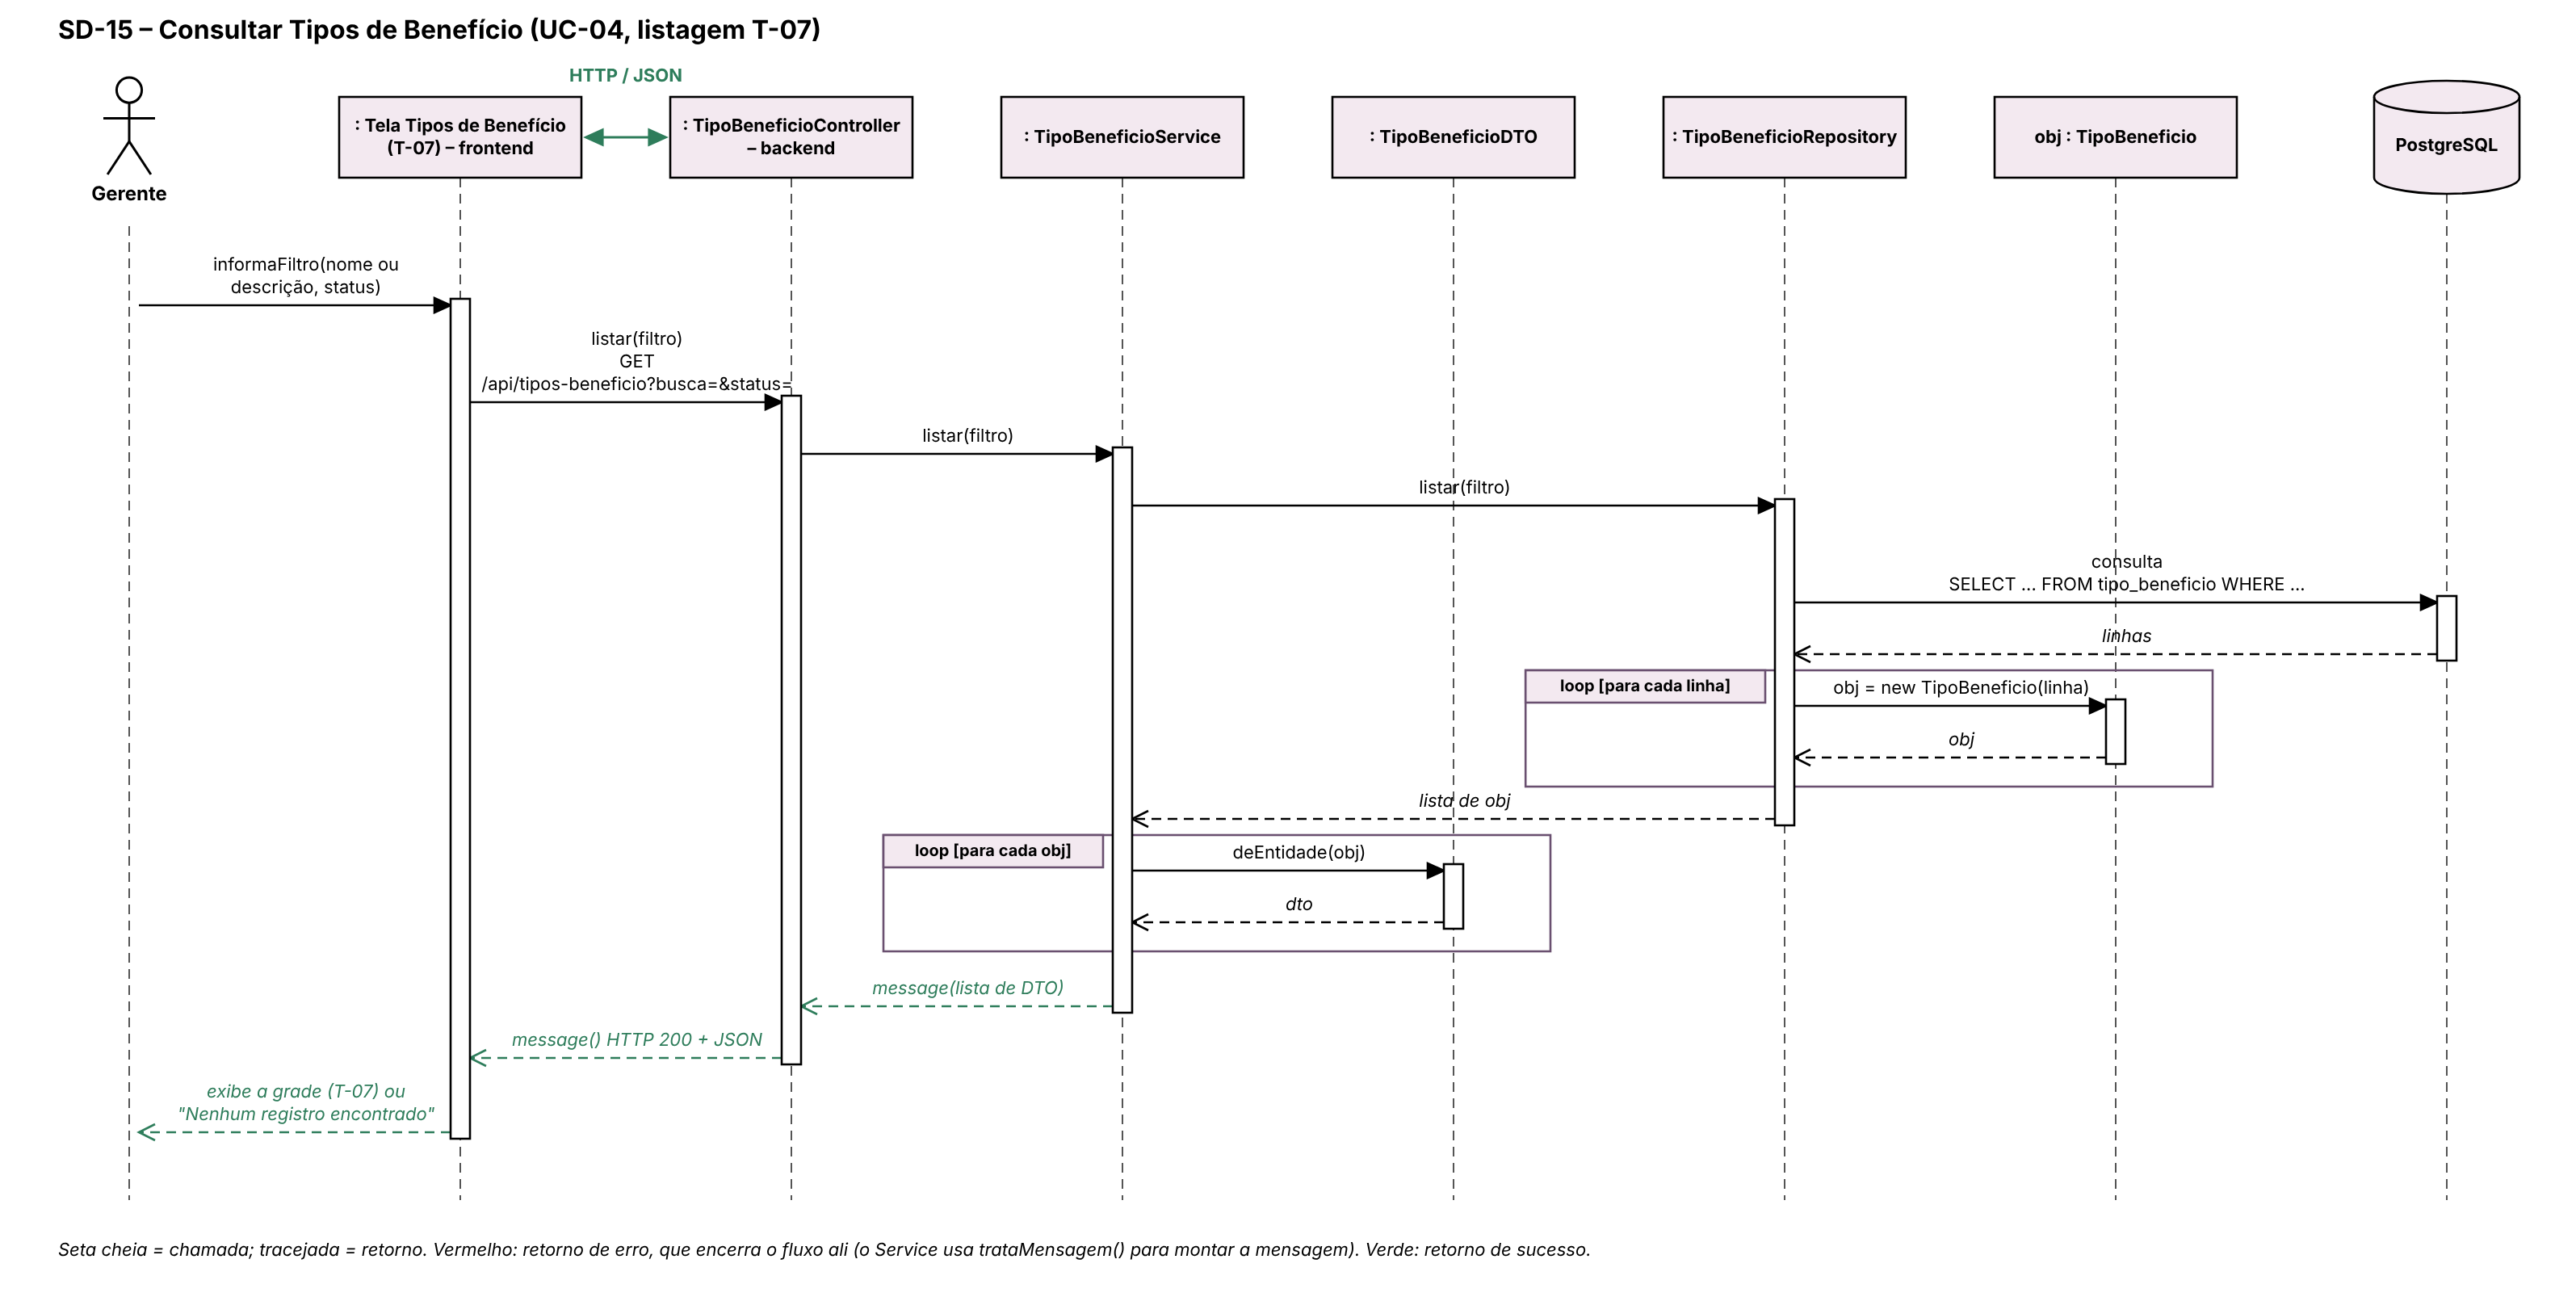 SD-15 – Consultar Tipos de Benefício (UC-04, listagem T-07)
HTTP / JSON
Gerente
: Tela Tipos de Benefício
(T-07) – frontend
: TipoBeneficioController
– backend
: TipoBeneficioService
: TipoBeneficioDTO
: TipoBeneficioRepository
obj : TipoBeneficio
PostgreSQL
informaFiltro(nome ou
descrição, status)
listar(filtro)
GET
/api/tipos-beneficio?busca=&status=
listar(filtro)
listar(filtro)
consulta
SELECT ... FROM tipo_beneficio WHERE ...
linhas
loop [para cada linha]
obj = new TipoBeneficio(linha)
obj
lista de obj
loop [para cada obj]
deEntidade(obj)
dto
message(lista de DTO)
message() HTTP 200 + JSON
exibe a grade (T-07) ou
"Nenhum registro encontrado"
Seta cheia = chamada; tracejada = retorno. Vermelho: retorno de erro, que encerra o fluxo ali (o Service usa trataMensagem() para montar a mensagem). Verde: retorno de sucesso.